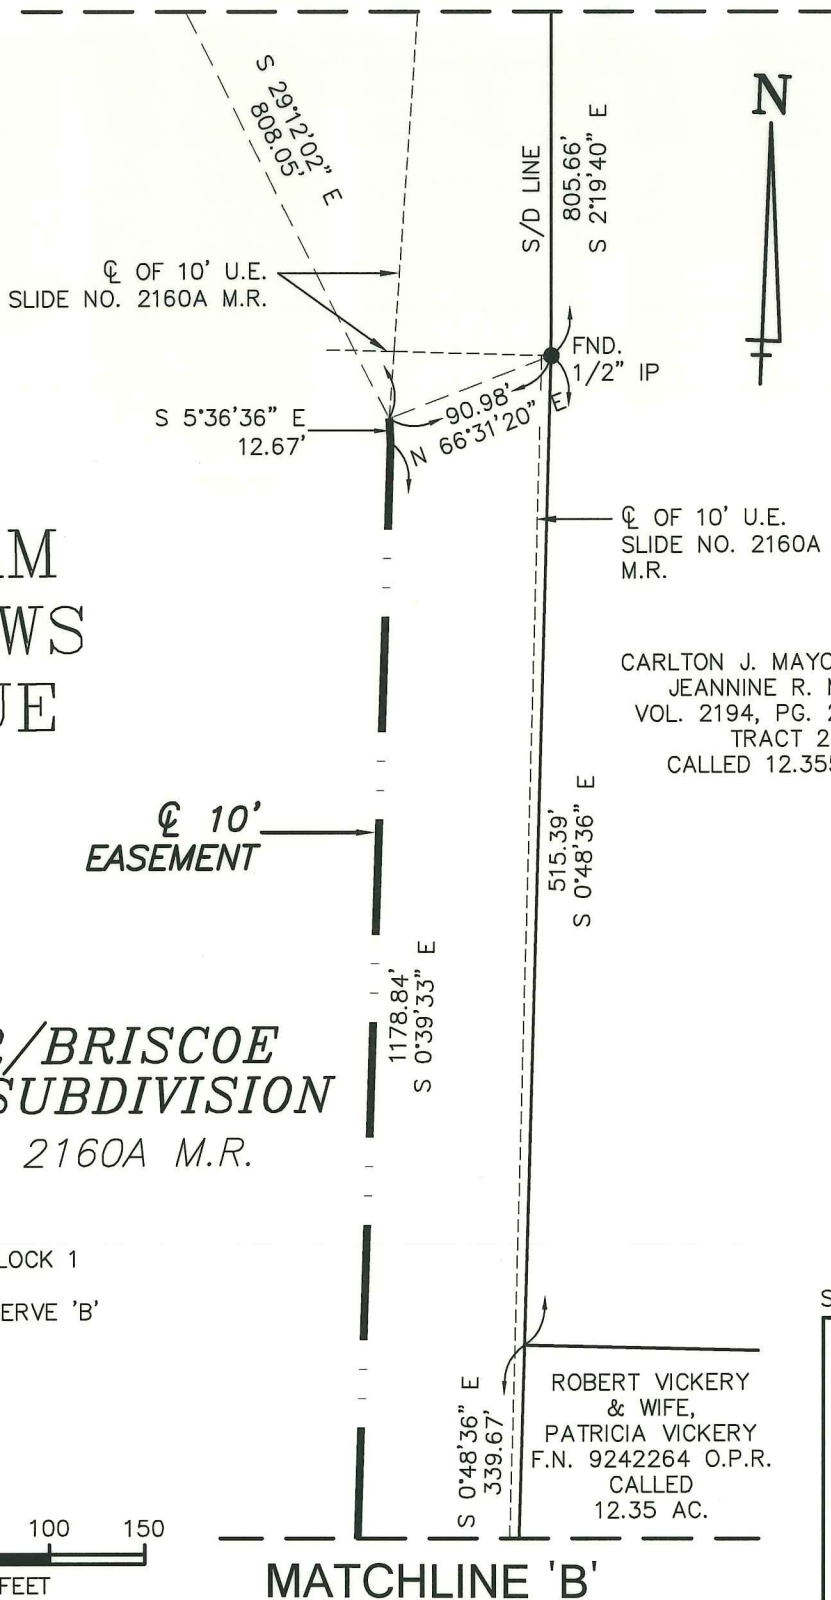 S 29°12'02" E
808.05'
S/D LINE
805.66'
S 2°19'40" E
N
℄ OF 10' U.E.
SLIDE NO. 2160A M.R.
FND.
1/2" IP
S 5°36'36" E
12.67'
90.98'
N 66°31'20" E
℄ OF 10' U.E.
SLIDE NO. 2160A
M.R.
WS
UE
CARLTON J. MAYO
JEANNINE R.
VOL. 2194, PG. 2
TRACT 2
CALLED 12.355
℄ 10'
EASEMENT
515.39'
S 0°48'36" E
1178.84'
S 0°39'33" E
/BRISCOE
SUBDIVISION
2160A M.R.
LOCK 1
ERVE 'B'
S
S 0°48'36" E
339.67'
ROBERT VICKERY
& WIFE,
PATRICIA VICKERY
F.N. 9242264 O.P.R.
CALLED
12.35 AC.
100 150
FEET
MATCHLINE 'B'